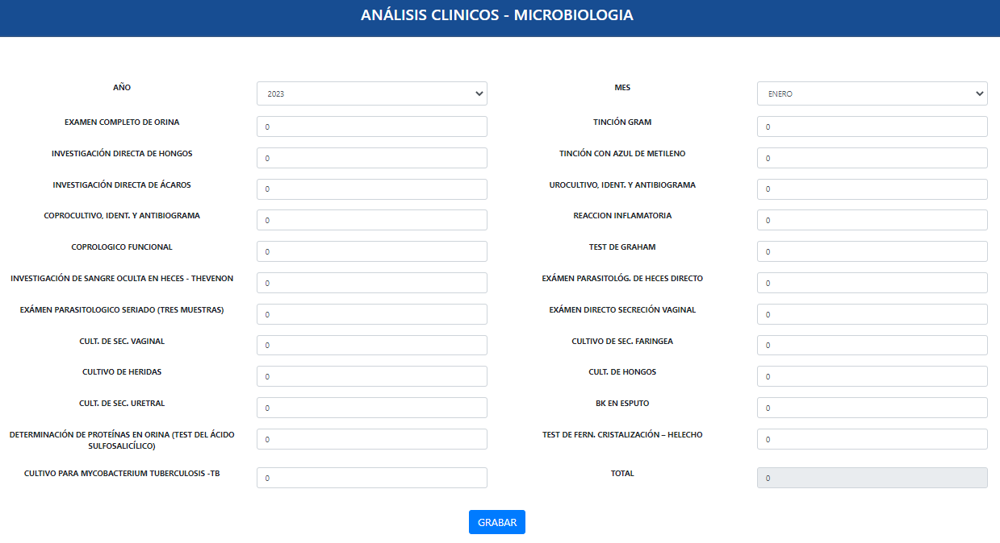 ANÁLISIS CLINICOS - MICROBIOLOGIA
AÑO
2023
MES
ENERO
EXAMEN COMPLETO DE ORINA
0
TINCIÓN GRAM
0
INVESTIGACIÓN DIRECTA DE HONGOS
0
TINCIÓN CON AZUL DE METILENO
0
INVESTIGACIÓN DIRECTA DE ÁCAROS
0
UROCULTIVO, IDENT. Y ANTIBIOGRAMA
0
COPROCULTIVO, IDENT. Y ANTIBIOGRAMA
0
REACCION INFLAMATORIA
0
COPROLOGICO FUNCIONAL
0
TEST DE GRAHAM
0
INVESTIGACIÓN DE SANGRE OCULTA EN HECES - THEVENON
0
EXÁMEN PARASITOLÓG. DE HECES DIRECTO
0
EXÁMEN PARASITOLOGICO SERIADO (TRES MUESTRAS)
0
EXÁMEN DIRECTO SECRECIÓN VAGINAL
0
CULT. DE SEC. VAGINAL
0
CULTIVO DE SEC. FARINGEA
0
CULTIVO DE HERIDAS
0
CULT. DE HONGOS
0
CULT. DE SEC. URETRAL
0
BK EN ESPUTO
0
DETERMINACIÓN DE PROTEÍNAS EN ORINA (TEST DEL ÁCIDO
SULFOSALICÍLICO)
0
TEST DE FERN. CRISTALIZACIÓN – HELECHO
0
CULTIVO PARA MYCOBACTERIUM TUBERCULOSIS -TB
0
TOTAL
0
GRABAR